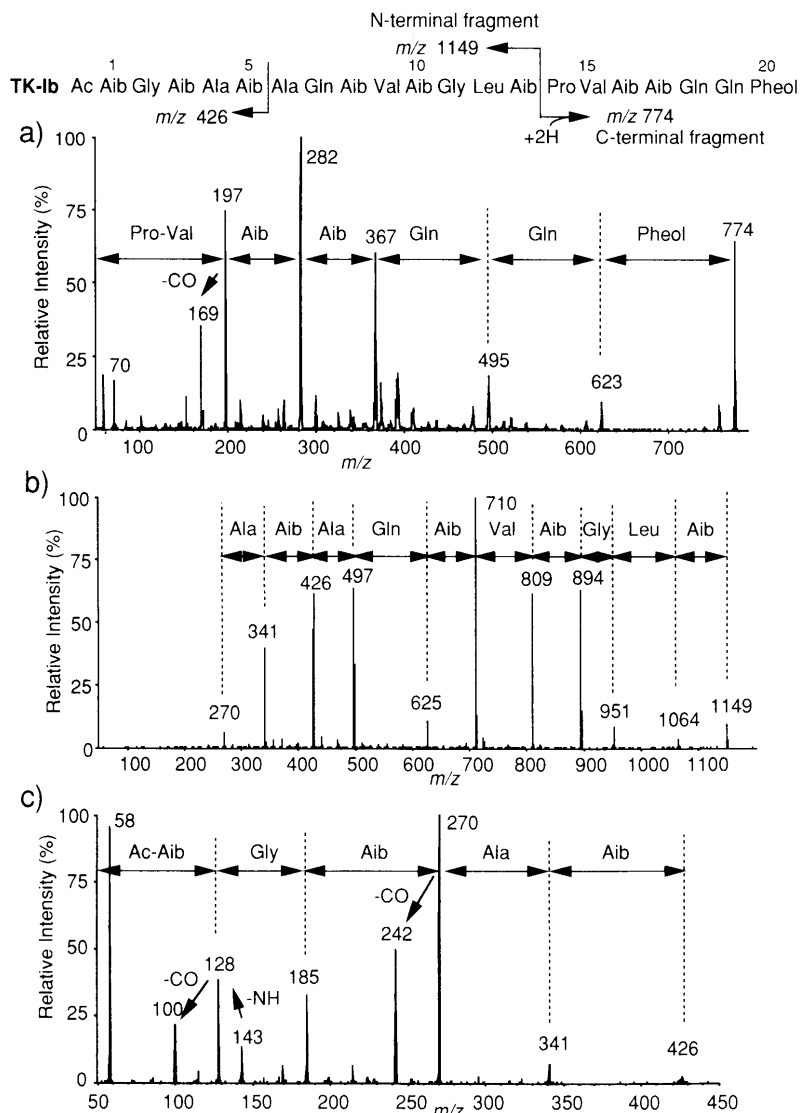 N-terminal fragment
m/z 1149
1 5 10 15 20
TK-Ib Ac Aib Gly Aib Ala Aib Ala Gln Aib Val Aib Gly Leu Aib Pro Val Aib Aib Gln Gln Pheol
m/z 426
+2H
m/z 774
C-terminal fragment
a)
Relative Intensity (%)
100
75
50
25
0
197
282
367
774
Pro-Val
Aib
Aib
Gln
Gln
Pheol
-CO
169
70
495
623
100 200 300 400 500 600 700
m/z
b)
Relative Intensity (%)
100
75
50
25
0
710
Ala
Aib
Ala
Gln
Aib
Val
Aib
Gly
Leu
Aib
426
497
809
894
341
270
625
951
1064
1149
100 200 300 400 500 600 700 800 900 1000 1100
m/z
c)
Relative Intensity (%)
100
75
50
25
0
58
270
Ac-Aib
Gly
Aib
Ala
Aib
-CO
242
-CO
128
-NH
185
100
143
341
426
50 100 150 200 250 300 350 400 450
m/z